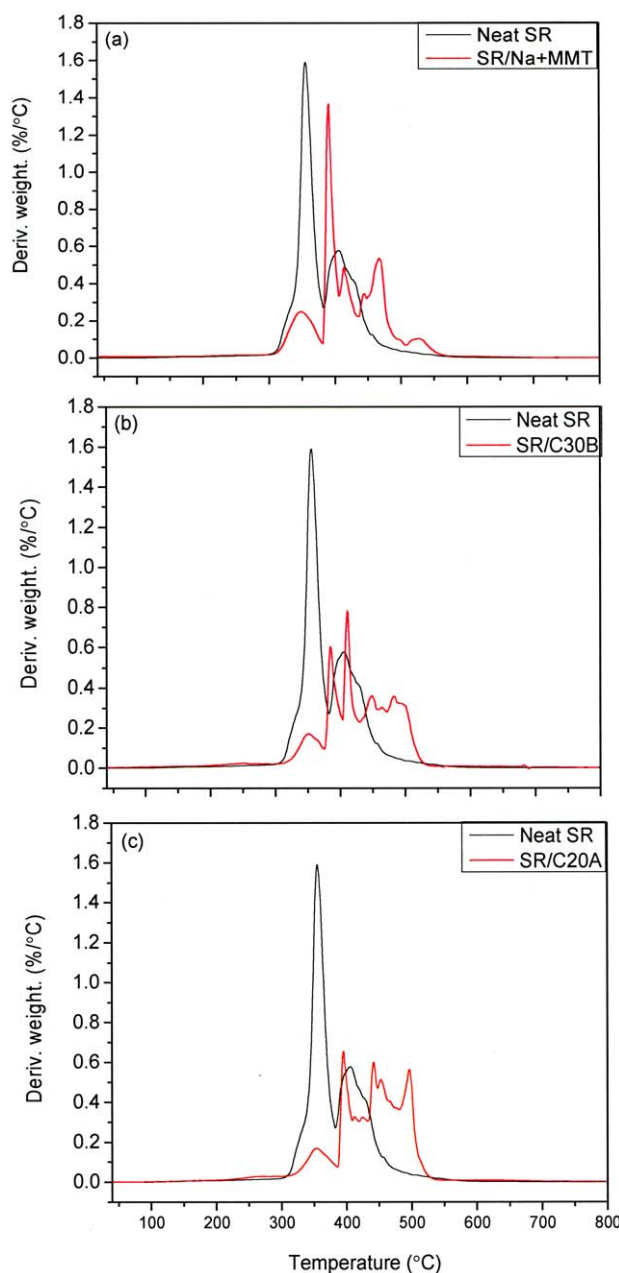 (a)
Neat SR
SR/Na+MMT
Deriv. weight. (%/°C)
1.8
1.6
1.4
1.2
1.0
0.8
0.6
0.4
0.2
0.0
(b)
Neat SR
SR/C30B
Deriv. weight. (%/°C)
1.8
1.6
1.4
1.2
1.0
0.8
0.6
0.4
0.2
0.0
(c)
Neat SR
SR/C20A
Deriv. weight. (%/°C)
1.8
1.6
1.4
1.2
1.0
0.8
0.6
0.4
0.2
0.0
100 200 300 400 500 600 700 800
Temperature (°C)